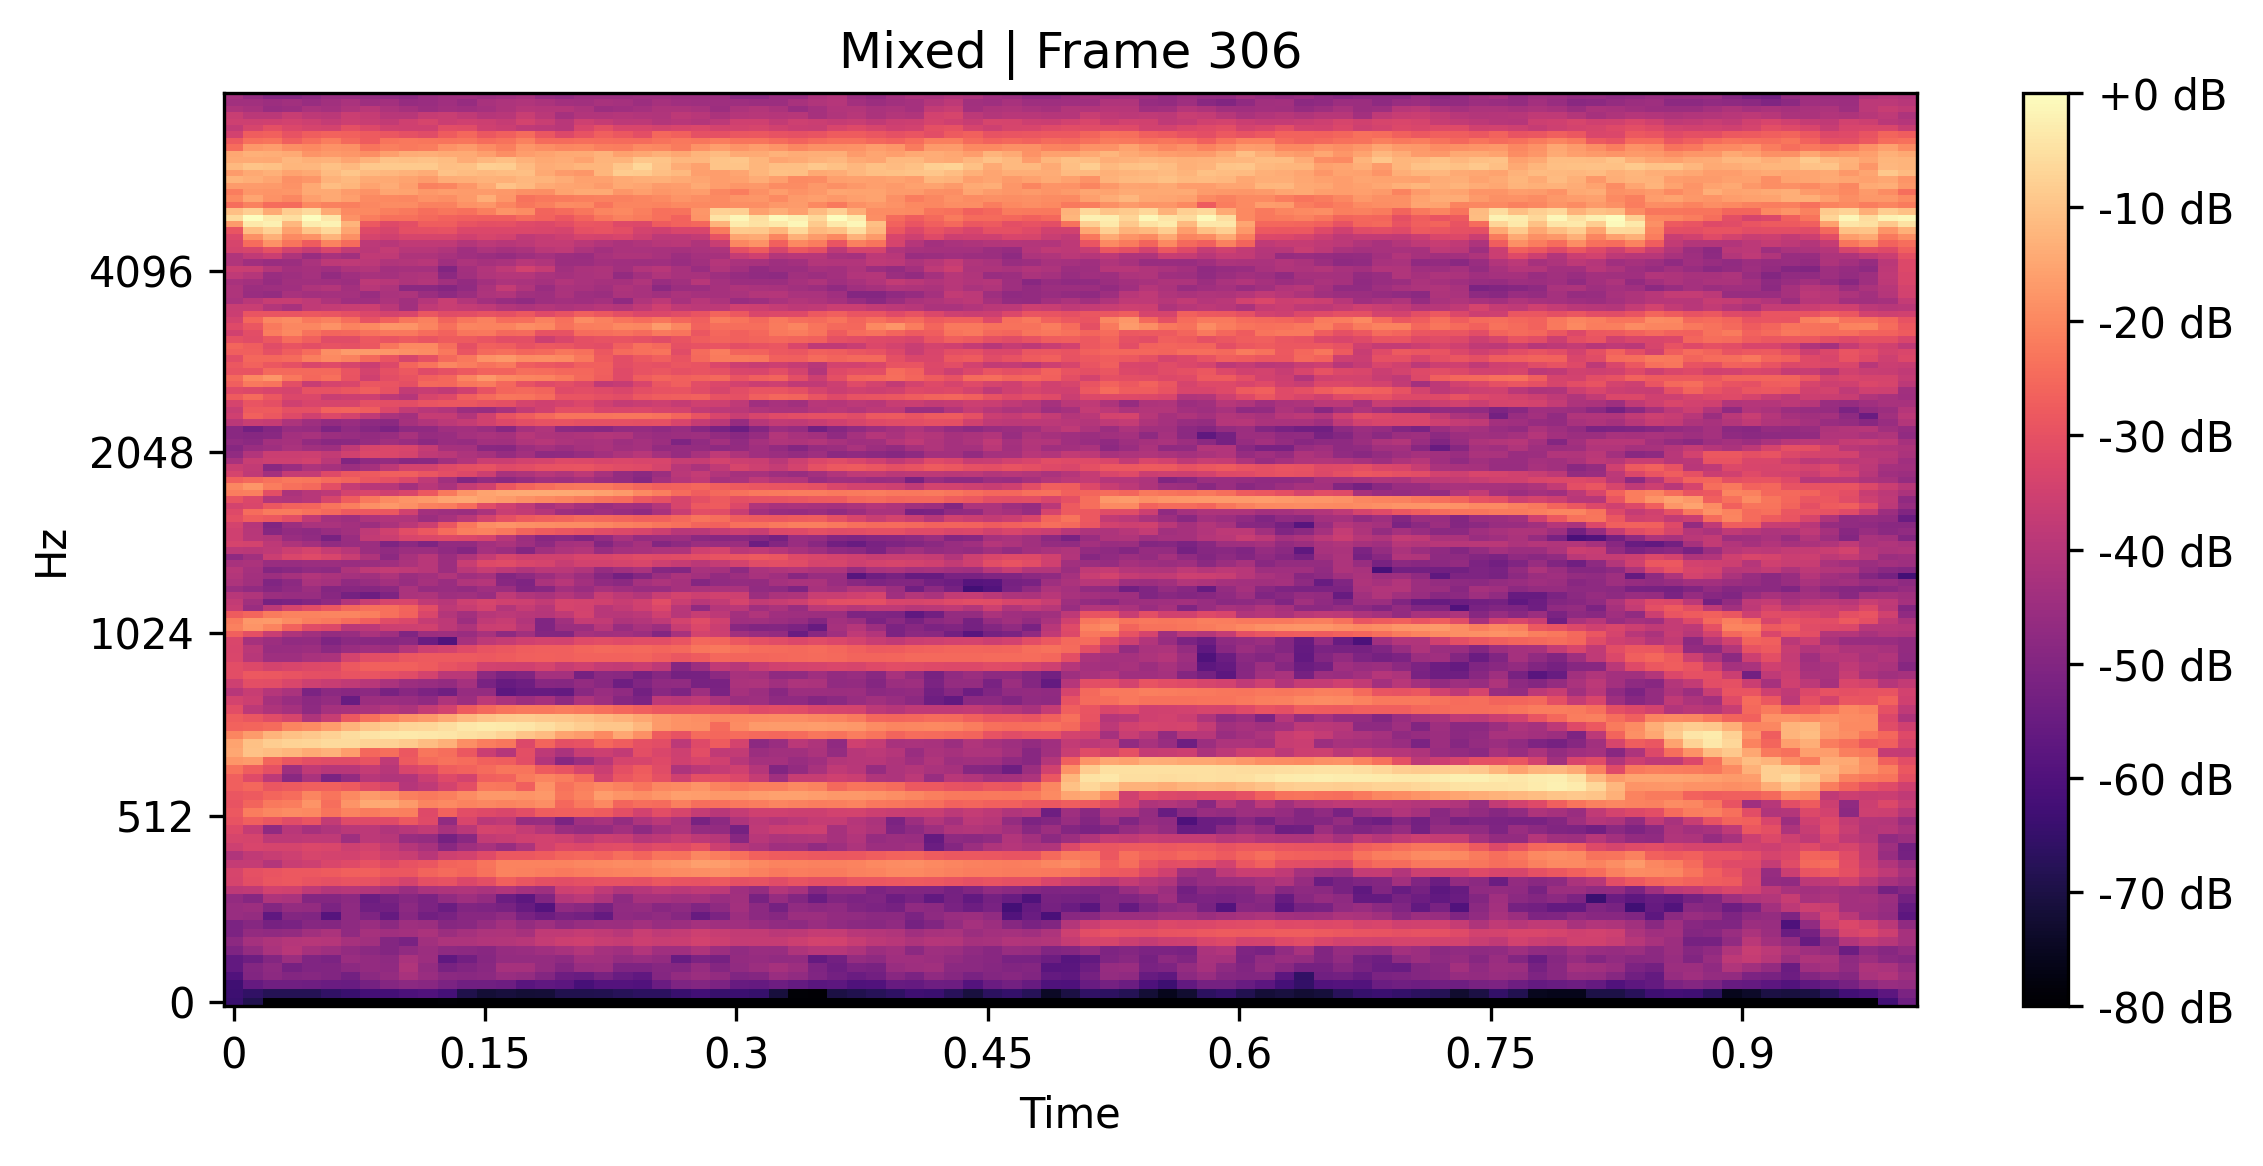 Mixed | Frame 306
+0 dB
-10 dB
-20 dB
-30 dB
-40 dB
-50 dB
-60 dB
-70 dB
-80 dB
Hz
4096
2048
1024
512
0
0 0.15 0.3 0.45 0.6 0.75 0.9
Time